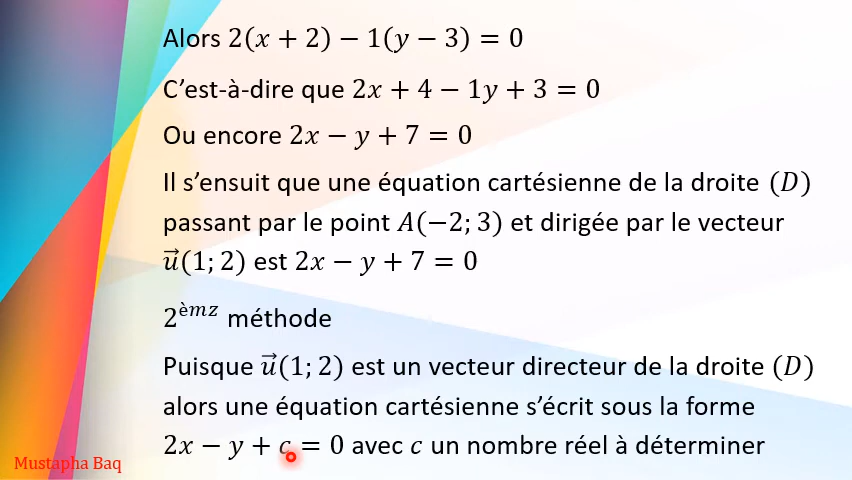 Alors 2(x + 2) − 1(y − 3) = 0
C’est-à-dire que 2x + 4 − 1y + 3 = 0
Ou encore 2x − y + 7 = 0
Il s’ensuit que une équation cartésienne de la droite (D)
passant par le point A(−2; 3) et dirigée par le vecteur
u⃗(1; 2) est 2x − y + 7 = 0
2èmz méthode
Puisque u⃗(1; 2) est un vecteur directeur de la droite (D)
alors une équation cartésienne s’écrit sous la forme
2x − y + c = 0 avec c un nombre réel à déterminer
Mustapha Baq